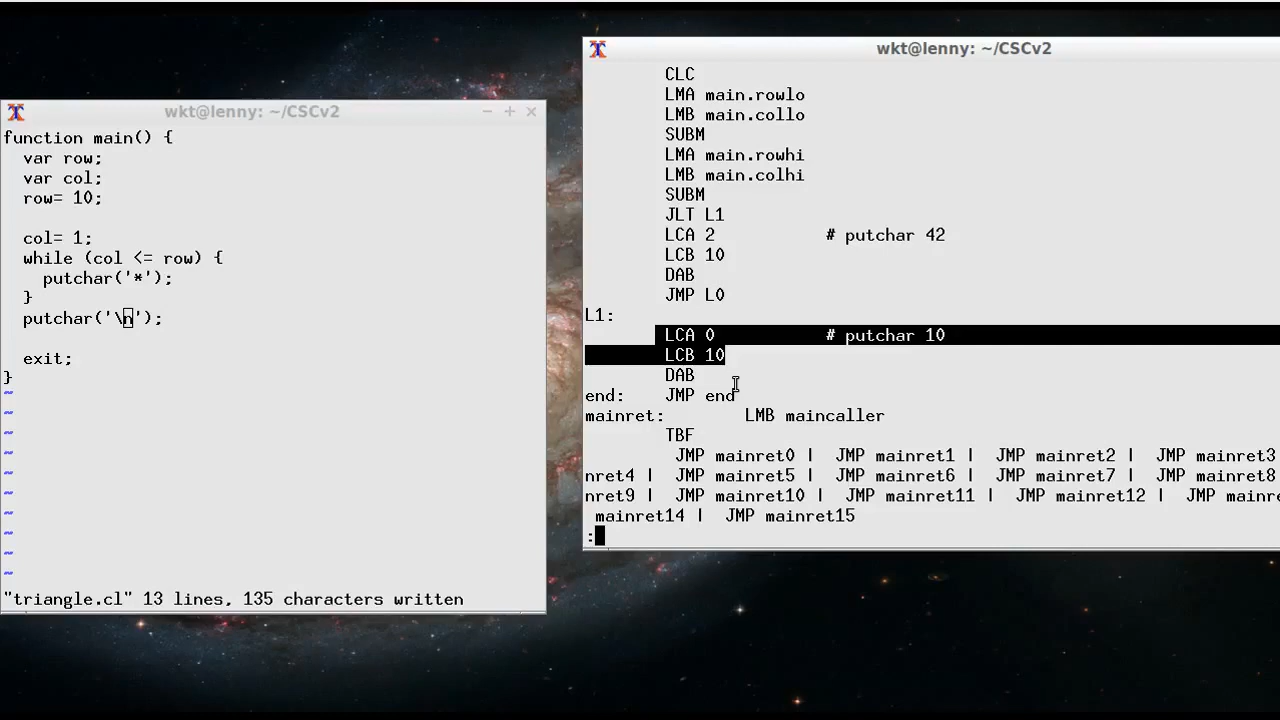 wkt@lenny: ~/CSCv2
function main() {
var row;
var col;
row= 10;
col= 1;
while (col <= row) {
putchar('*');
}
putchar('\n');
exit;
}
~
~
~
~
~
~
~
~
~
~
"triangle.cl" 13 lines, 135 characters written
wkt@lenny: ~/CSCv2
CLC
LMA main.rowlo
LMB main.collo
SUBM
LMA main.rowhi
LMB main.colhi
SUBM
JLT L1
LCA 2 # putchar 42
LCB 10
DAB
JMP L0
L1:
LCA 0 # putchar 10
LCB 10
DAB
end: JMP end
mainret: LMB maincaller
TBF
JMP mainret0 | JMP mainret1 | JMP mainret2 | JMP mainret3
nret4 | JMP mainret5 | JMP mainret6 | JMP mainret7 | JMP mainret8
nret9 | JMP mainret10 | JMP mainret11 | JMP mainret12 | JMP mainre
mainret14 | JMP mainret15
: